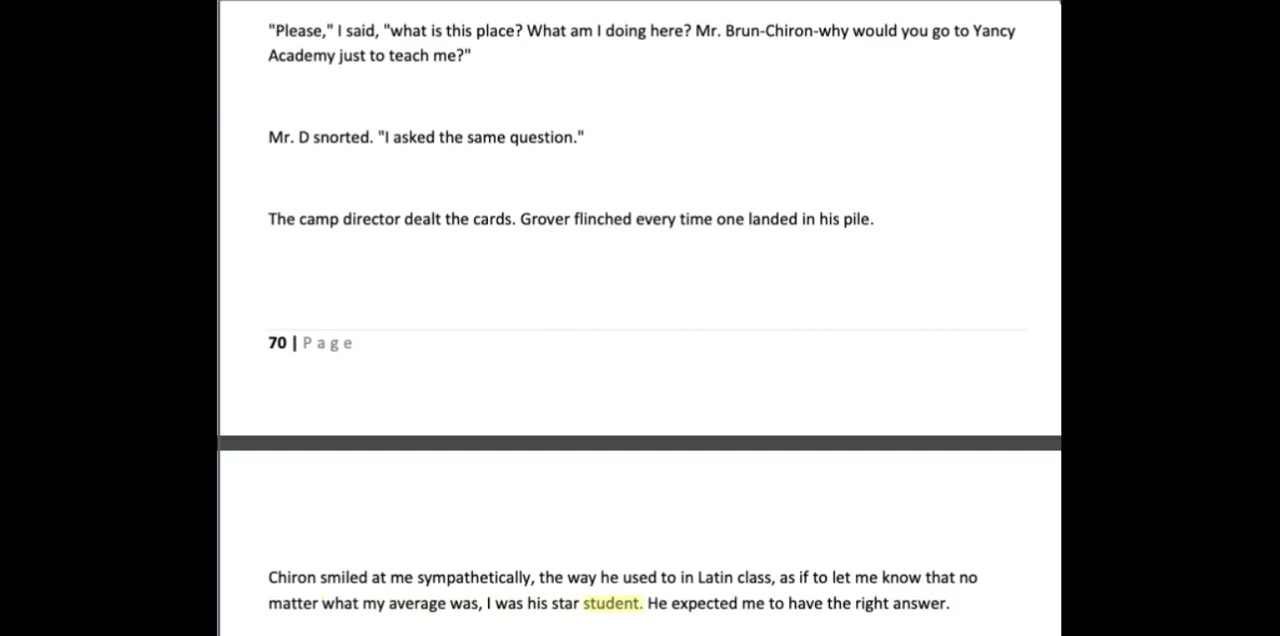 "Please," I said, "what is this place? What am I doing here? Mr. Brun-Chiron-why would you go to Yancy
Academy just to teach me?"
Mr. D snorted. "I asked the same question."
The camp director dealt the cards. Grover flinched every time one landed in his pile.
70 | P a g e
Chiron smiled at me sympathetically, the way he used to in Latin class, as if to let me know that no
matter what my average was, I was his star student. He expected me to have the right answer.